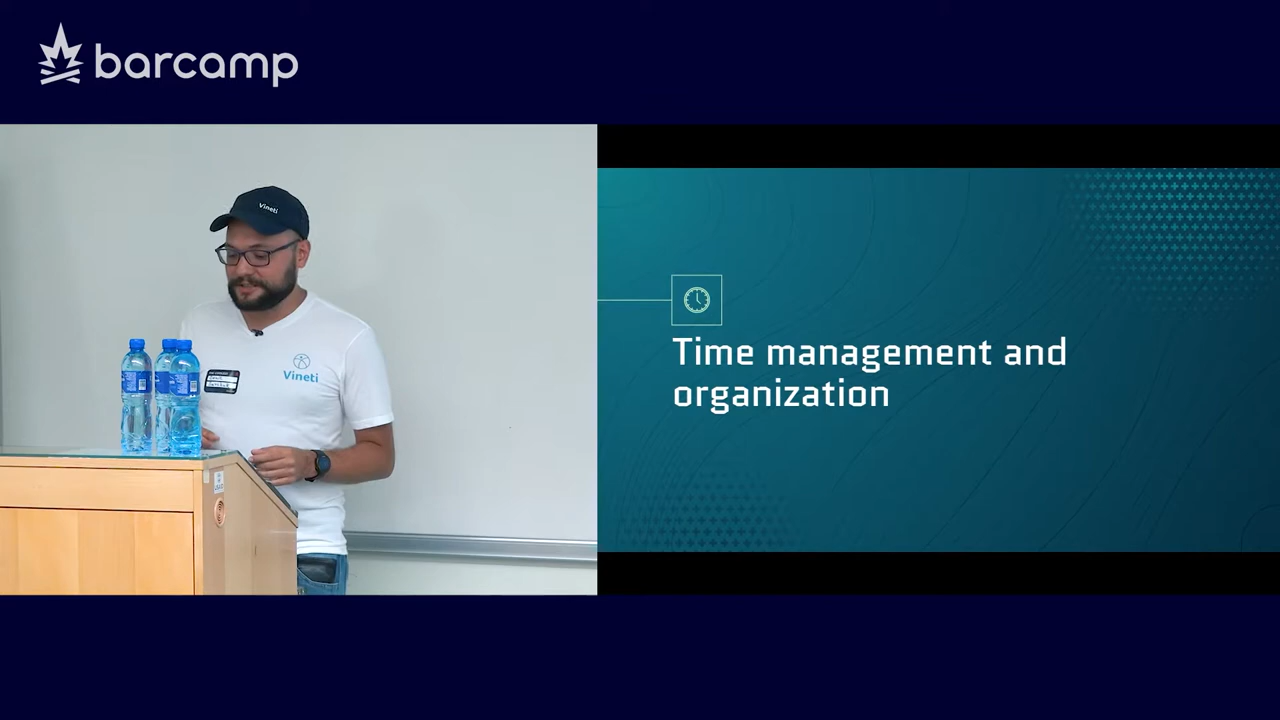 barcamp
Vineti
Vineti
Time management and
organization